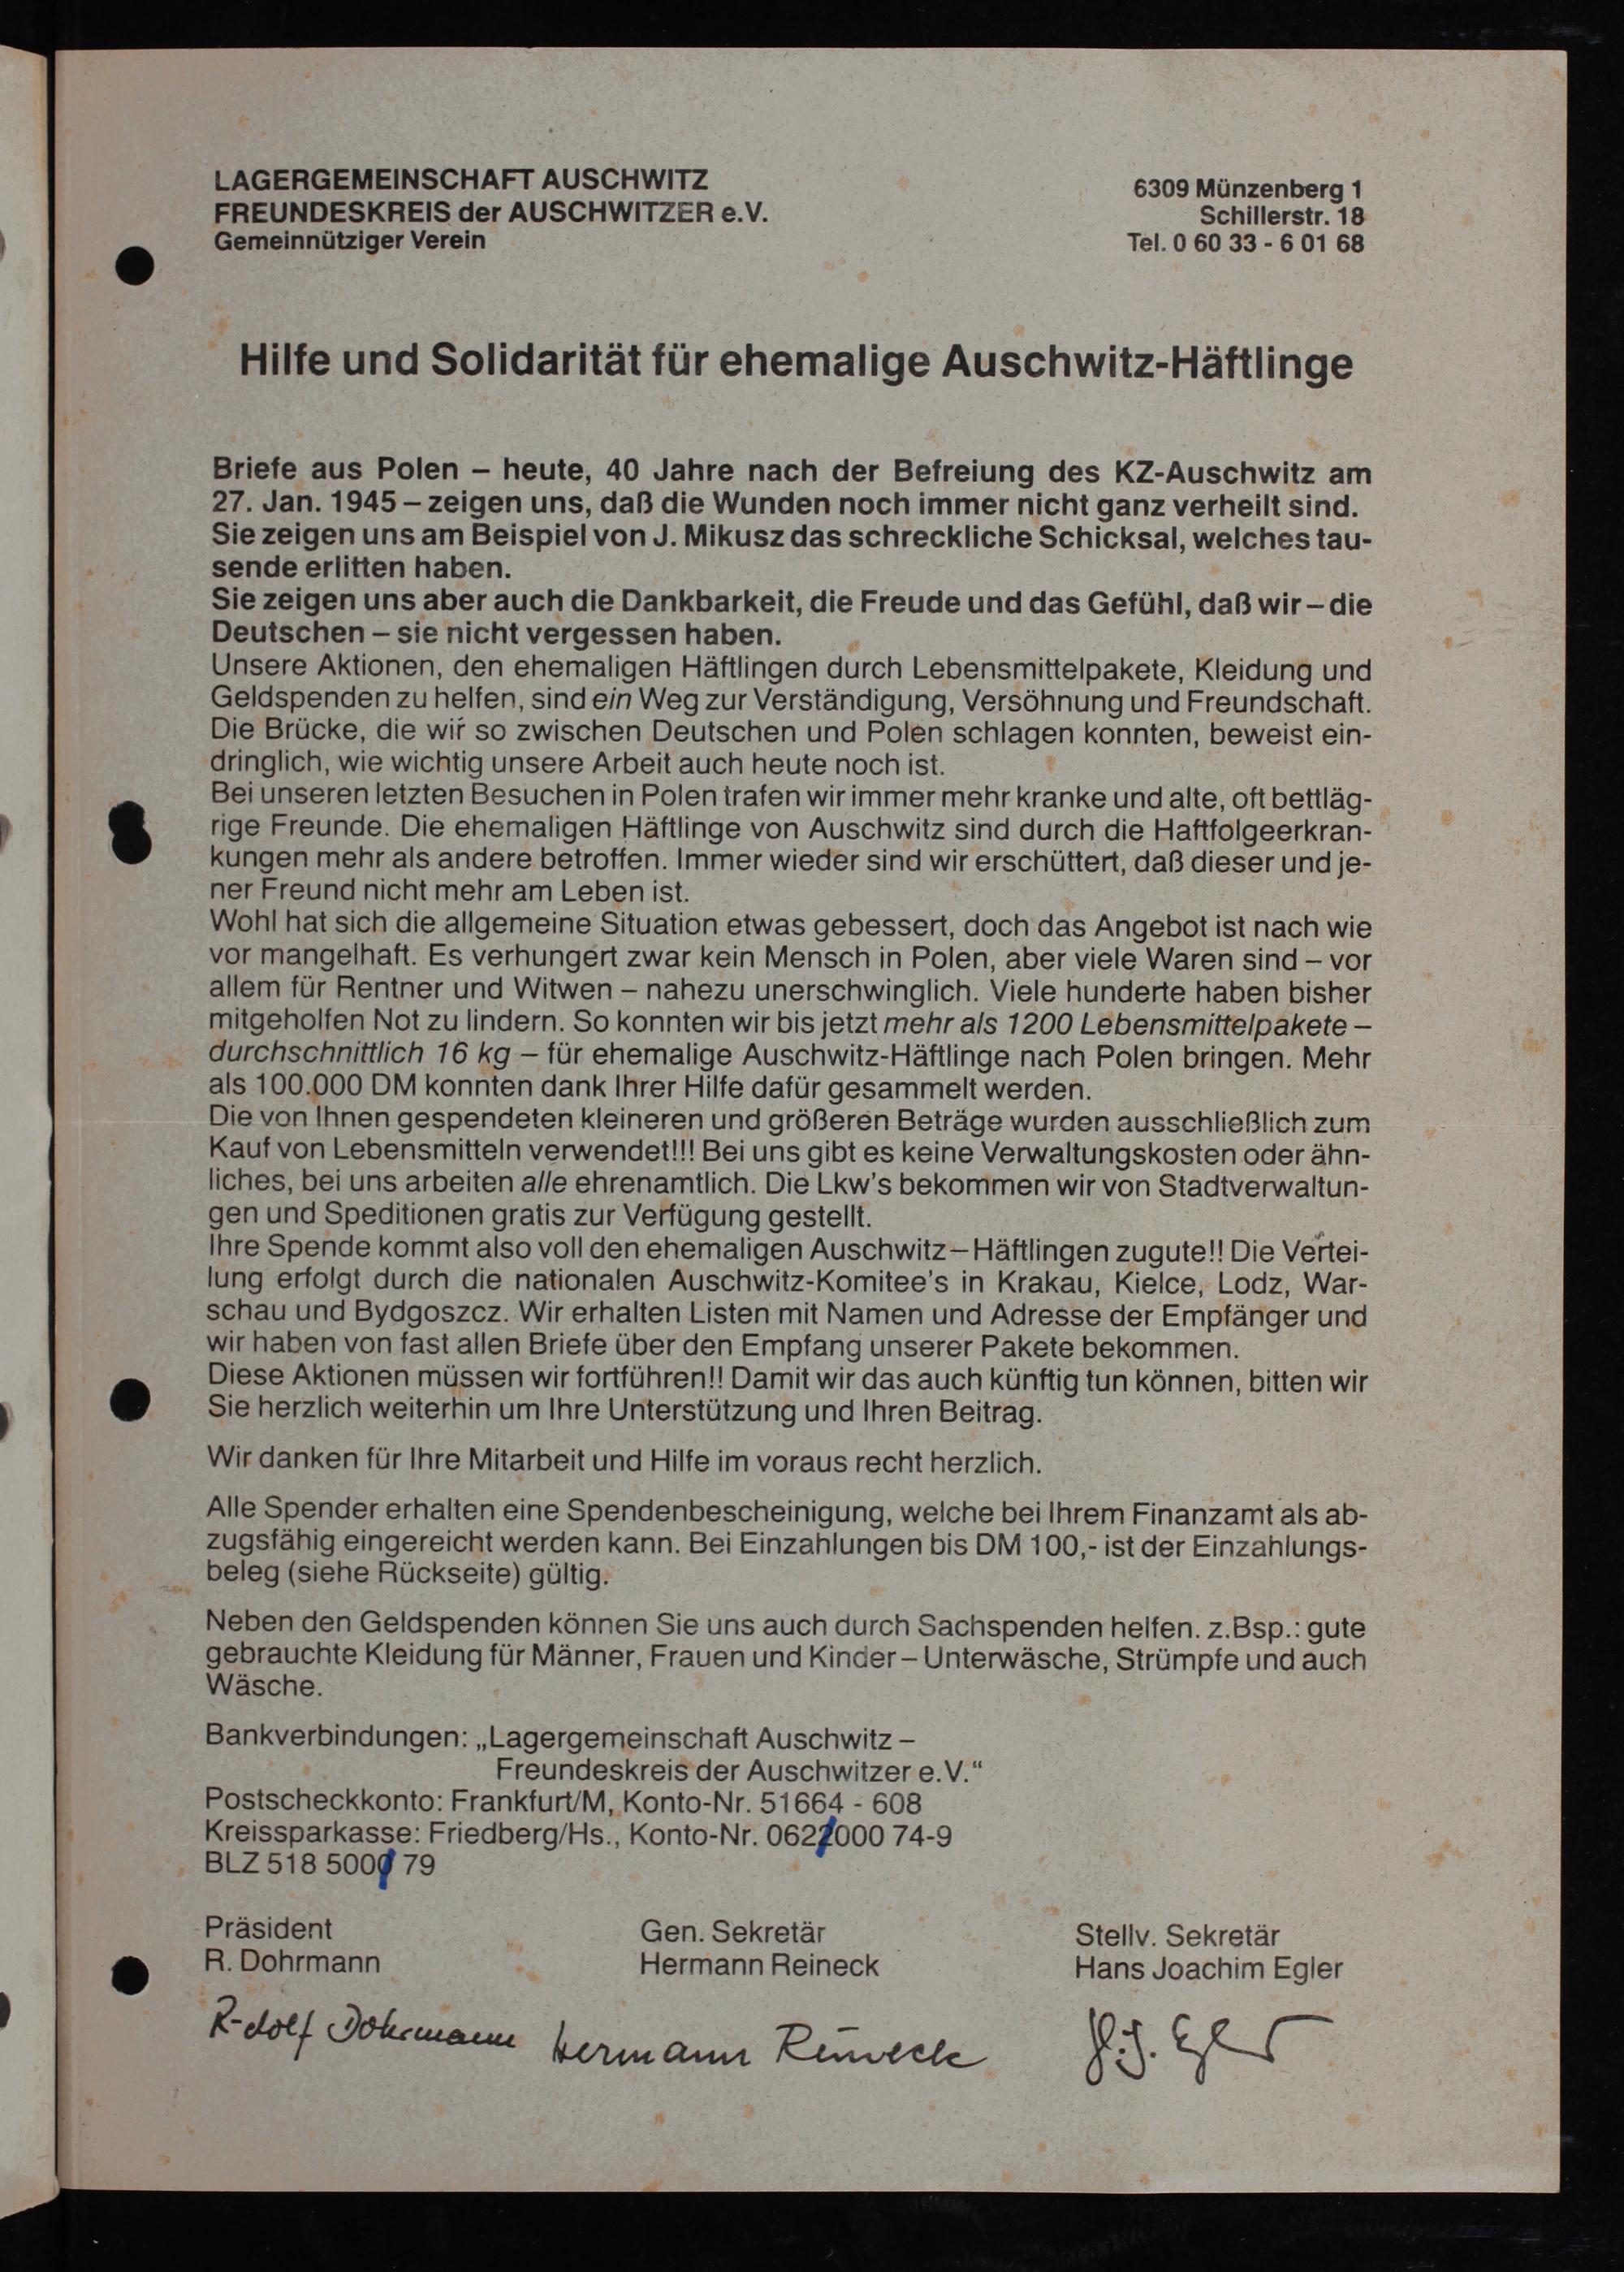 LAGERGEMEINSCHAFT AUSCHWITZ
FREUNDESKREIS der AUSCHWITZER e.V.
Gemeinnütziger Verein
6309 Münzenberg 1
Schillerstr. 18
Tel. 0 60 33 - 6 01 68
Hilfe und Solidarität für ehemalige Auschwitz-Häftlinge
Briefe aus Polen – heute, 40 Jahre nach der Befreiung des KZ-Auschwitz am
27. Jan. 1945 – zeigen uns, daß die Wunden noch immer nicht ganz verheilt sind.
Sie zeigen uns am Beispiel von J. Mikusz das schreckliche Schicksal, welches tau-
sende erlitten haben.
Sie zeigen uns aber auch die Dankbarkeit, die Freude und das Gefühl, daß wir – die
Deutschen – sie nicht vergessen haben.
Unsere Aktionen, den ehemaligen Häftlingen durch Lebensmittelpakete, Kleidung und
Geldspenden zu helfen, sind ein Weg zur Verständigung, Versöhnung und Freundschaft.
Die Brücke, die wir so zwischen Deutschen und Polen schlagen konnten, beweist ein-
dringlich, wie wichtig unsere Arbeit auch heute noch ist.
Bei unseren letzten Besuchen in Polen trafen wir immer mehr kranke und alte, oft bettläg-
rige Freunde. Die ehemaligen Häftlinge von Auschwitz sind durch die Haftfolgeerkran-
kungen mehr als andere betroffen. Immer wieder sind wir erschüttert, daß dieser und je-
ner Freund nicht mehr am Leben ist.
Wohl hat sich die allgemeine Situation etwas gebessert, doch das Angebot ist nach wie
vor mangelhaft. Es verhungert zwar kein Mensch in Polen, aber viele Waren sind – vor
allem für Rentner und Witwen – nahezu unerschwinglich. Viele hunderte haben bisher
mitgeholfen Not zu lindern. So konnten wir bis jetzt mehr als 1200 Lebensmittelpakete –
durchschnittlich 16 kg – für ehemalige Auschwitz-Häftlinge nach Polen bringen. Mehr
als 100.000 DM konnten dank Ihrer Hilfe dafür gesammelt werden.
Die von Ihnen gespendeten kleineren und größeren Beträge wurden ausschließlich zum
Kauf von Lebensmitteln verwendet!!! Bei uns gibt es keine Verwaltungskosten oder ähn-
liches, bei uns arbeiten alle ehrenamtlich. Die Lkw's bekommen wir von Stadtverwaltun-
gen und Speditionen gratis zur Verfügung gestellt.
Ihre Spende kommt also voll den ehemaligen Auschwitz – Häftlingen zugute!! Die Vertei-
lung erfolgt durch die nationalen Auschwitz-Komitee's in Krakau, Kielce, Lodz, War-
schau und Bydgoszcz. Wir erhalten Listen mit Namen und Adresse der Empfänger und
wir haben von fast allen Briefe über den Empfang unserer Pakete bekommen.
Diese Aktionen müssen wir fortführen!! Damit wir das auch künftig tun können, bitten wir
Sie herzlich weiterhin um Ihre Unterstützung und Ihren Beitrag.
Wir danken für Ihre Mitarbeit und Hilfe im voraus recht herzlich.
Alle Spender erhalten eine Spendenbescheinigung, welche bei Ihrem Finanzamt als ab-
zugsfähig eingereicht werden kann. Bei Einzahlungen bis DM 100,- ist der Einzahlungs-
beleg (siehe Rückseite) gültig.
Neben den Geldspenden können Sie uns auch durch Sachspenden helfen. z.Bsp.: gute
gebrauchte Kleidung für Männer, Frauen und Kinder – Unterwäsche, Strümpfe und auch
Wäsche.
Bankverbindungen: „Lagergemeinschaft Auschwitz –
Freundeskreis der Auschwitzer e.V.“
Postscheckkonto: Frankfurt/M, Konto-Nr. 51664 - 608
Kreissparkasse: Friedberg/Hs., Konto-Nr. 0622000 74-9
BLZ 518 5000 79
Präsident
R. Dohrmann
Gen. Sekretär
Hermann Reineck
Stellv. Sekretär
Hans Joachim Egler
Rudolf Dohrmann
Hermann Reineck
H.J. Egler